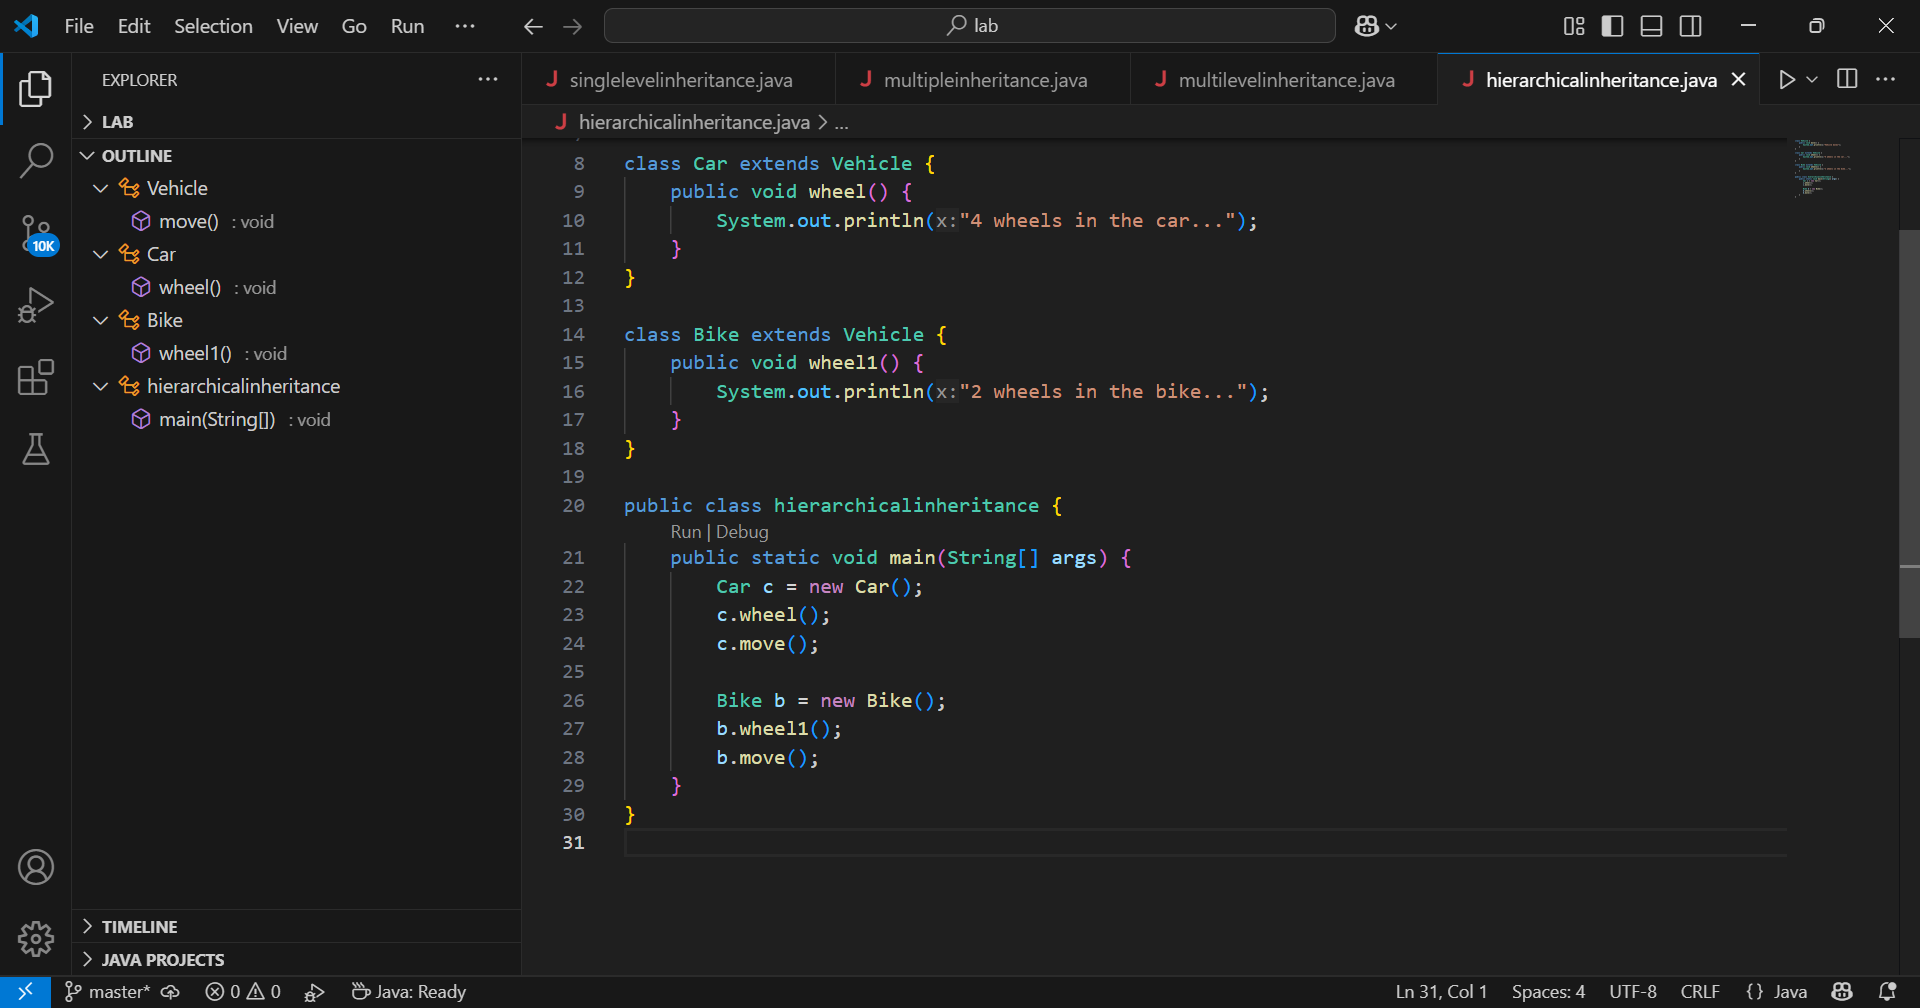 File Edit Selection View Go Run ... lab
EXPLORER ...
LAB
OUTLINE
Vehicle
move() : void
Car
wheel() : void
Bike
wheel1() : void
hierarchicalinheritance
main(String[]) : void
TIMELINE
JAVA PROJECTS
10K
J singlelevelinheritance.java J multipleinheritance.java J multilevelinheritance.java J hierarchicalinheritance.java
J hierarchicalinheritance.java > ...
8 class Car extends Vehicle {
9     public void wheel() {
10         System.out.println(x:"4 wheels in the car...");
11     }
12 }
13
14 class Bike extends Vehicle {
15     public void wheel1() {
16         System.out.println(x:"2 wheels in the bike...");
17     }
18 }
19
20 public class hierarchicalinheritance {
Run | Debug
21     public static void main(String[] args) {
22         Car c = new Car();
23         c.wheel();
24         c.move();
25
26         Bike b = new Bike();
27         b.wheel1();
28         b.move();
29     }
30 }
31
master* 0 0 Java: Ready Ln 31, Col 1 Spaces: 4 UTF-8 CRLF {} Java